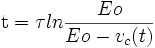 t = τln Eo / (Eo − v_c(t))